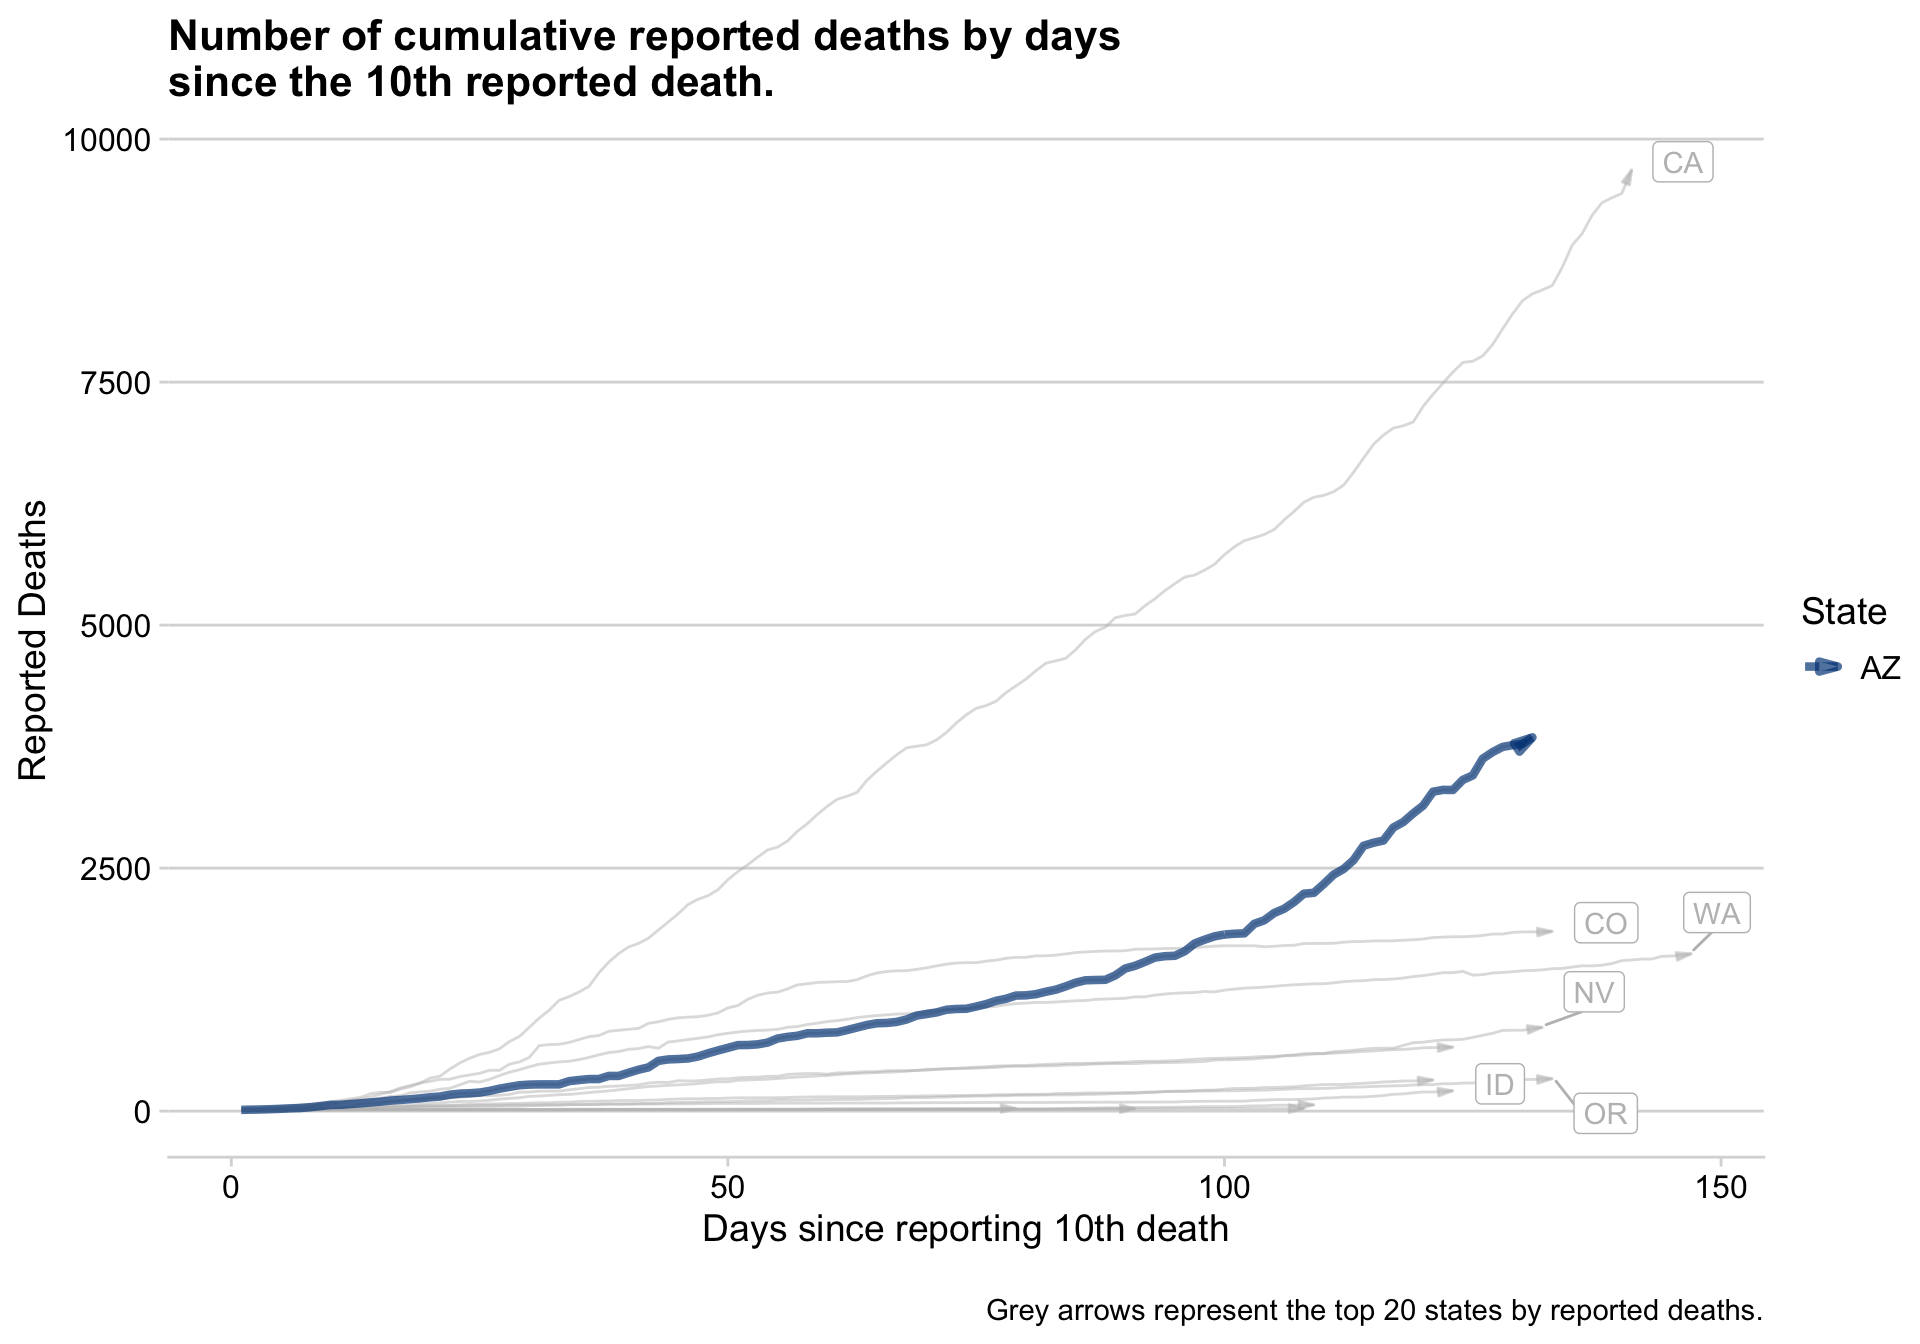 Number of cumulative reported deaths by days
since the 10th reported death.
10000
7500
5000
2500
0
Reported Deaths
CA
CO
WA
NV
ID
OR
State
AZ
0
50
100
150
Days since reporting 10th death
Grey arrows represent the top 20 states by reported deaths.